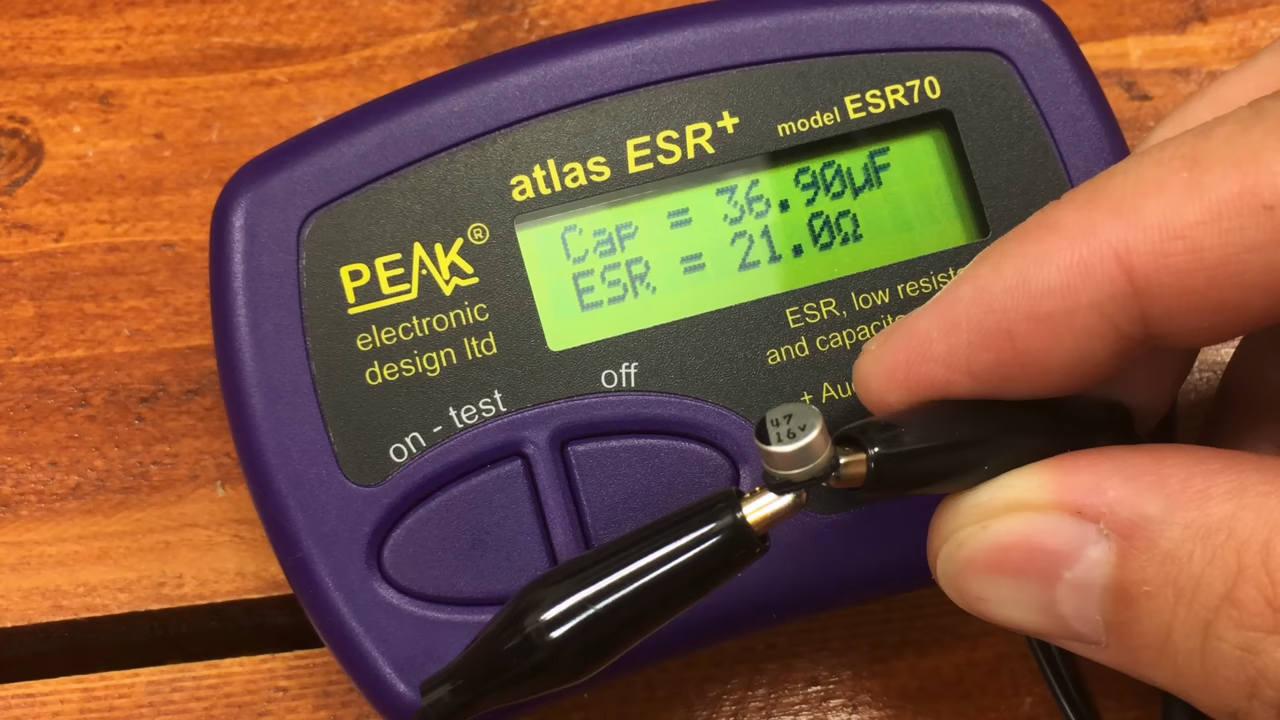 atlas ESR+
model ESR70
Cap = 36.90µF
ESR = 21.0Ω
PEAK®
electronic
design ltd
ESR, low resist
and capacit
+ Au
on - test
off
47
16v